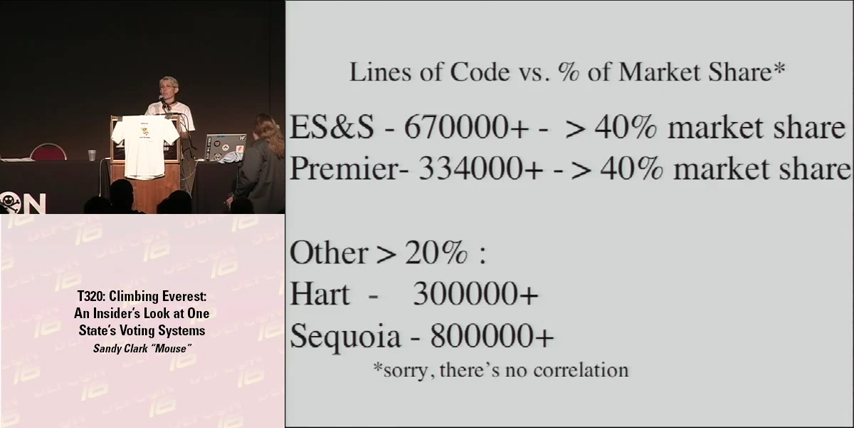 Lines of Code vs. % of Market Share*
ES&S - 670000+ - > 40% market share
Premier- 334000+ - > 40% market share
Other > 20% :
Hart - 300000+
Sequoia - 800000+
*sorry, there's no correlation
T320: Climbing Everest:
An Insider's Look at One
State's Voting Systems
Sandy Clark "Mouse"